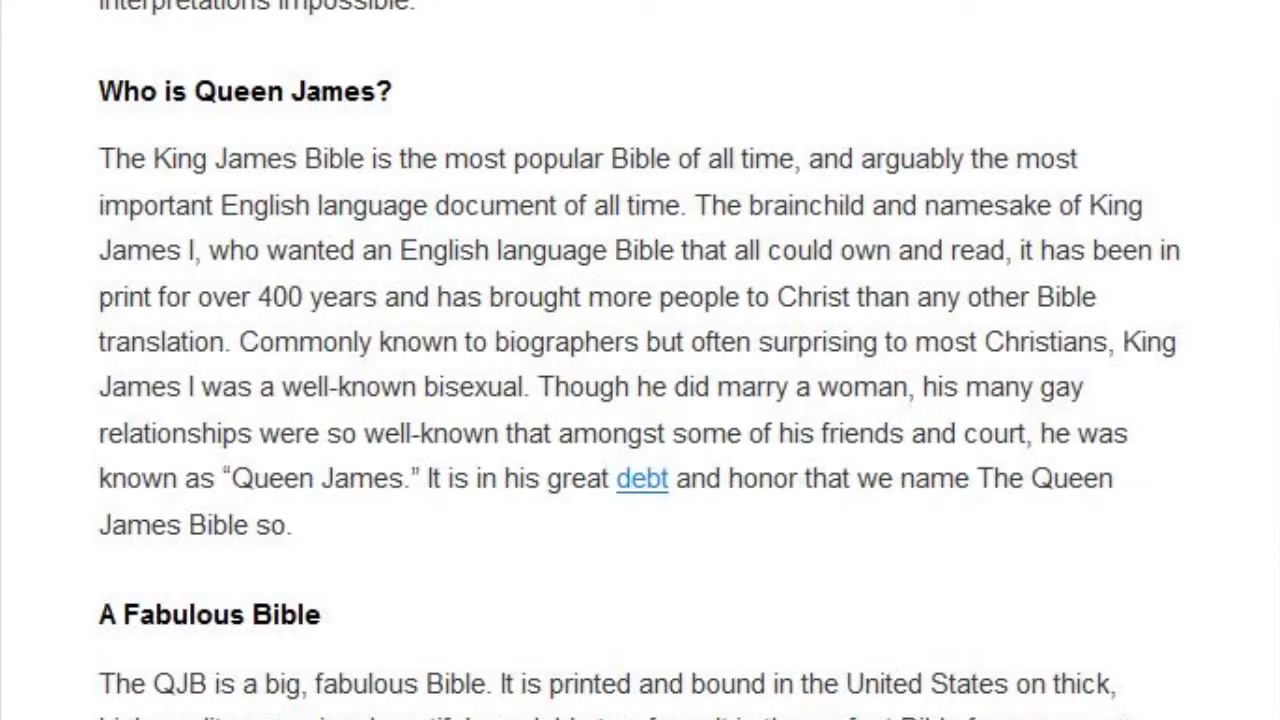 interpretations impossible.
Who is Queen James?
The King James Bible is the most popular Bible of all time, and arguably the most
important English language document of all time. The brainchild and namesake of King
James I, who wanted an English language Bible that all could own and read, it has been in
print for over 400 years and has brought more people to Christ than any other Bible
translation. Commonly known to biographers but often surprising to most Christians, King
James I was a well-known bisexual. Though he did marry a woman, his many gay
relationships were so well-known that amongst some of his friends and court, he was
known as “Queen James.” It is in his great debt and honor that we name The Queen
James Bible so.
A Fabulous Bible
The QJB is a big, fabulous Bible. It is printed and bound in the United States on thick,